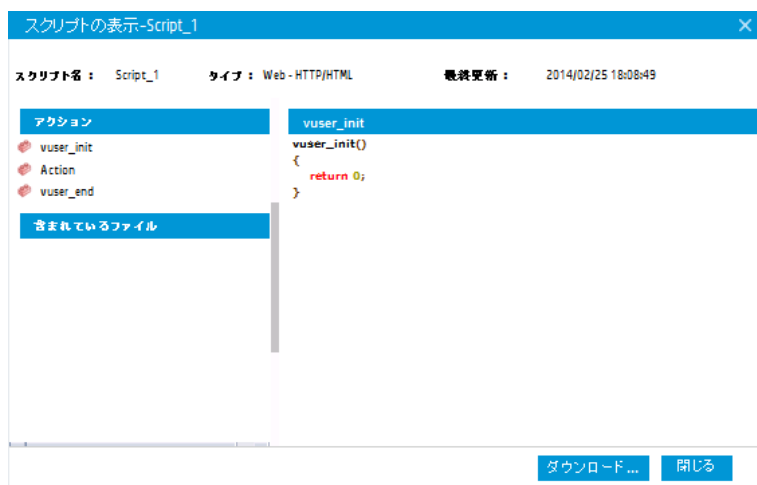 スクリプトの表示-Script_1
スクリプト名： Script_1 タイプ： Web - HTTP/HTML 最終更新： 2014/02/25 18:08:49
アクション
vuser_init
Action
vuser_end
含まれているファイル
vuser_init
vuser_init()
{
return 0;
}
ダウンロード... 閉じる